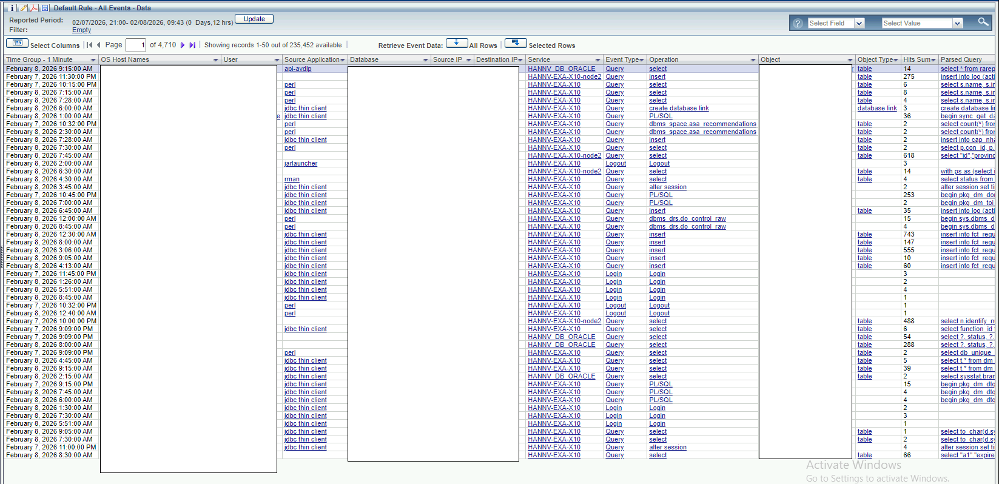 Default Rule - All Events - Data
Reported Period: 02/07/2026, 21:00- 02/08/2026, 09:43 (0 Days,12 hrs) Update
Filter: Empty
? Select Field Select Value
Select Columns Page 1 of 4,710 Showing records 1-50 out of 235,452 available Retrieve Event Data: All Rows Selected Rows
Time Group - 1 Minute OS Host Names User Source Application Database Source IP Destination IP Service Event Type Operation Object Object Type Hits Sum Parsed Query
February 8, 2026 9:15:00 AM api-avdlp HANNV_DB_ORACLE Query select table 14 select * from rarep
February 7, 2026 11:30:00 PM HANNV-EXA-X10-node2 Query insert table 275 insert into log (acti
February 7, 2026 10:15:00 PM perl HANNV-EXA-X10 Query select table 6 select s.name, s.in
February 8, 2026 7:15:00 AM perl HANNV-EXA-X10 Query select table 8 select s.name, s.in
February 8, 2026 7:28:00 AM perl HANNV-EXA-X10 Query select table 4 select s.name, s.in
February 8, 2026 6:00:00 AM jdbc thin client HANNV-EXA-X10 Query create database link database link 3 create database lin
February 8, 2026 1:00:00 AM e jdbc thin client HANNV-EXA-X10 Query PL/SQL 36 begin sync_get_da
February 7, 2026 10:32:00 PM perl HANNV-EXA-X10 Query dbms_space.asa_recommendations table 2 select count(*) fror
February 8, 2026 2:30:00 AM perl HANNV-EXA-X10 Query dbms_space.asa_recommendations table 2 select count(*) fror
February 8, 2026 7:28:00 AM jdbc thin client HANNV-EXA-X10 Query insert table 2 insert into cap_nha
February 8, 2026 7:30:00 AM perl HANNV-EXA-X10 Query select table 2 select p.con_id, p.
February 8, 2026 7:45:00 AM HANNV-EXA-X10-node2 Query select table 618 select "id","provinc
February 8, 2026 2:00:00 AM jarlauncher HANNV-EXA-X10 Logout Logout 3
February 8, 2026 6:30:00 AM HANNV-EXA-X10-node2 Query select table 14 with ps as (select i
February 8, 2026 4:30:00 AM rman HANNV-EXA-X10 Query select table 4 select status from
February 8, 2026 3:45:00 AM jdbc thin client HANNV-EXA-X10 Query alter session 2 alter session set ti
February 7, 2026 10:45:00 PM jdbc thin client HANNV-EXA-X10 Query PL/SQL 253 begin pkg_dm_don
February 8, 2026 7:00:00 AM jdbc thin client HANNV-EXA-X10 Query PL/SQL 2 begin pkg_dm_toi
February 8, 2026 6:45:00 AM jdbc thin client HANNV-EXA-X10 Query insert table 35 insert into log (acti
February 8, 2026 12:00:00 AM perl HANNV-EXA-X10 Query dbms_drs.do_control_raw 15 begin sys.dbms_d
February 8, 2026 8:45:00 AM perl HANNV-EXA-X10 Query dbms_drs.do_control_raw 4 begin sys.dbms_d
February 8, 2026 12:30:00 AM jdbc thin client HANNV-EXA-X10 Query insert table 743 insert into fct_requ
February 8, 2026 8:00:00 AM jdbc thin client HANNV-EXA-X10 Query insert table 147 insert into fct_requ
February 8, 2026 3:06:00 AM jdbc thin client HANNV-EXA-X10 Query insert table 555 insert into fct_requ
February 8, 2026 9:05:00 AM jdbc thin client HANNV-EXA-X10 Query insert table 10 insert into fct_requ
February 8, 2026 4:13:00 AM jdbc thin client HANNV-EXA-X10 Query insert table 60 insert into fct_requ
February 7, 2026 11:45:00 PM jdbc thin client HANNV-EXA-X10 Login Login 3
February 8, 2026 1:26:00 AM jdbc thin client HANNV-EXA-X10 Login Login 2
February 8, 2026 5:51:00 AM jdbc thin client HANNV-EXA-X10 Login Login 4
February 8, 2026 8:45:00 AM jdbc thin client HANNV-EXA-X10 Login Login 1
February 7, 2026 10:32:00 PM perl HANNV-EXA-X10 Logout Logout 1
February 8, 2026 12:40:00 AM perl HANNV-EXA-X10 Logout Logout 1
February 7, 2026 10:00:00 PM HANNV-EXA-X10-node2 Query select table 488 select n.identify_n
February 7, 2026 9:09:00 PM jdbc thin client HANNV-EXA-X10 Query select table 6 select function_id
February 7, 2026 9:09:00 PM HANNV_DB_ORACLE Query select table 54 select ?, status, ?,
February 8, 2026 8:00:00 AM HANNV_DB_ORACLE Query select table 288 select ?, status, ?,
February 7, 2026 9:09:00 PM perl HANNV-EXA-X10 Query select table 2 select db_unique_
February 8, 2026 4:45:00 AM jdbc thin client HANNV-EXA-X10 Query select table 5 select t.* from dm_
February 8, 2026 9:15:00 AM jdbc thin client HANNV-EXA-X10 Query select table 39 select t.* from dm_
February 8, 2026 2:15:00 AM jdbc thin client HANNV_DB_ORACLE Query select table 2 select sysstat.bran
February 7, 2026 9:15:00 PM jdbc thin client HANNV-EXA-X10 Query PL/SQL 15 begin pkg_dm_dto
February 8, 2026 7:45:00 AM jdbc thin client HANNV-EXA-X10 Query PL/SQL 4 begin pkg_dm_dto
February 8, 2026 6:00:00 AM jdbc thin client HANNV-EXA-X10 Query PL/SQL 4 begin pkg_dm_dto
February 8, 2026 1:30:00 AM jdbc thin client HANNV-EXA-X10 Login Login 2
February 8, 2026 7:30:00 AM jdbc thin client HANNV-EXA-X10 Login Login 3
February 8, 2026 5:51:00 AM jdbc thin client HANNV-EXA-X10 Login Login 1
February 8, 2026 9:05:00 AM jdbc thin client HANNV-EXA-X10 Query select table 1 select to_char(d.sy
February 8, 2026 7:30:00 AM jdbc thin client HANNV-EXA-X10 Query select table 2 select to_char(d.sy
February 7, 2026 11:00:00 PM jdbc thin client HANNV-EXA-X10 Query alter session 4 alter session set ti
February 8, 2026 8:30:00 AM HANNV-EXA-X10 Query select table 66 select "a1"."expire
Activate Windows
Go to Settings to activate Windows.